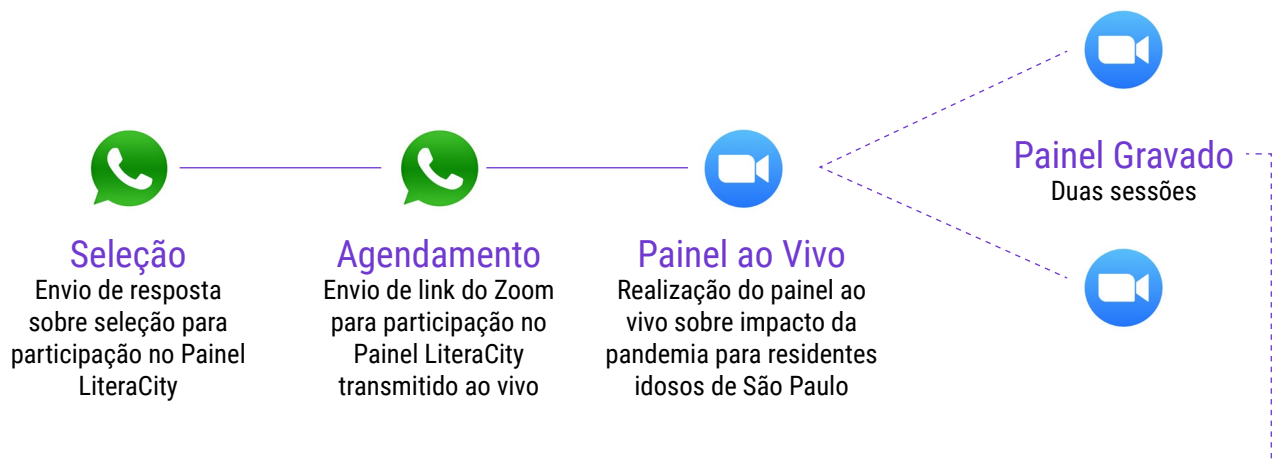 Seleção
Envio de resposta
sobre seleção para
participação no Painel
LiteraCity
Agendamento
Envio de link do Zoom
para participação no
Painel LiteraCity
transmitido ao vivo
Painel ao Vivo
Realização do painel ao
vivo sobre impacto da
pandemia para residentes
idosos de São Paulo
Painel Gravado
Duas sessões